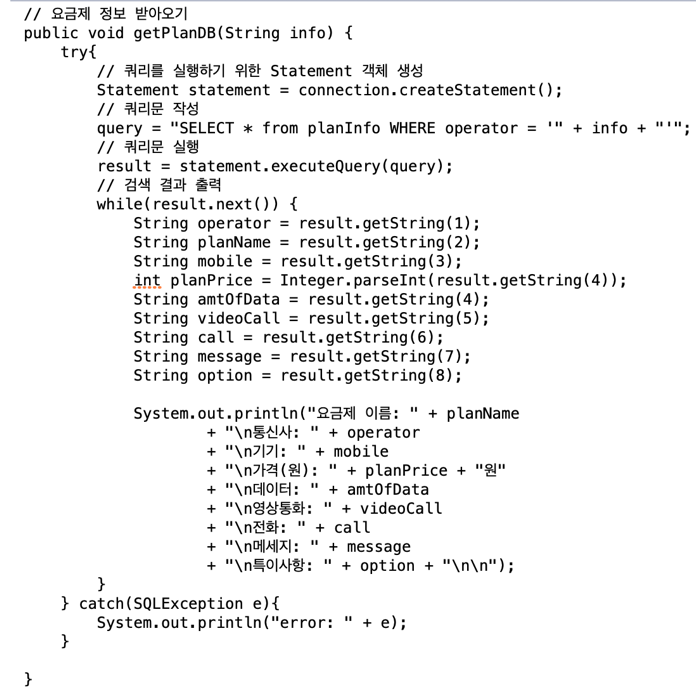 // 요금제 정보 받아오기
public void getPlanDB(String info) {
    try{
        // 쿼리를 실행하기 위한 Statement 객체 생성
        Statement statement = connection.createStatement();
        // 쿼리문 작성
        query = "SELECT * from planInfo WHERE operator = '" + info + "'";
        // 쿼리문 실행
        result = statement.executeQuery(query);
        // 검색 결과 출력
        while(result.next()) {
            String operator = result.getString(1);
            String planName = result.getString(2);
            String mobile = result.getString(3);
            int planPrice = Integer.parseInt(result.getString(4));
            String amtOfData = result.getString(4);
            String videoCall = result.getString(5);
            String call = result.getString(6);
            String message = result.getString(7);
            String option = result.getString(8);

            System.out.println("요금제 이름: " + planName
                    + "\n통신사: " + operator
                    + "\n기기: " + mobile
                    + "\n가격(원): " + planPrice + "원"
                    + "\n데이터: " + amtOfData
                    + "\n영상통화: " + videoCall
                    + "\n전화: " + call
                    + "\n메세지: " + message
                    + "\n특이사항: " + option + "\n\n");
        }
    } catch(SQLException e){
        System.out.println("error: " + e);
    }

}